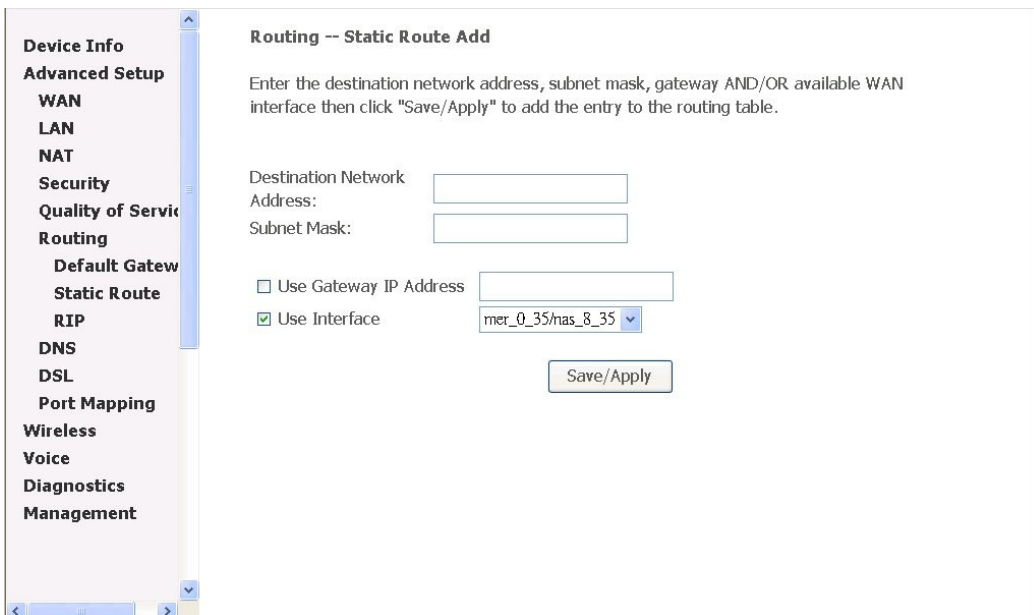 Device Info
Advanced Setup
WAN
LAN
NAT
Security
Quality of Servic
Routing
Default Gatew
Static Route
RIP
DNS
DSL
Port Mapping
Wireless
Voice
Diagnostics
Management
Routing -- Static Route Add
Enter the destination network address, subnet mask, gateway AND/OR available WAN
interface then click "Save/Apply" to add the entry to the routing table.
Destination Network
Address:
Subnet Mask:
Use Gateway IP Address
Use Interface mer_0_35/nas_8_35
Save/Apply